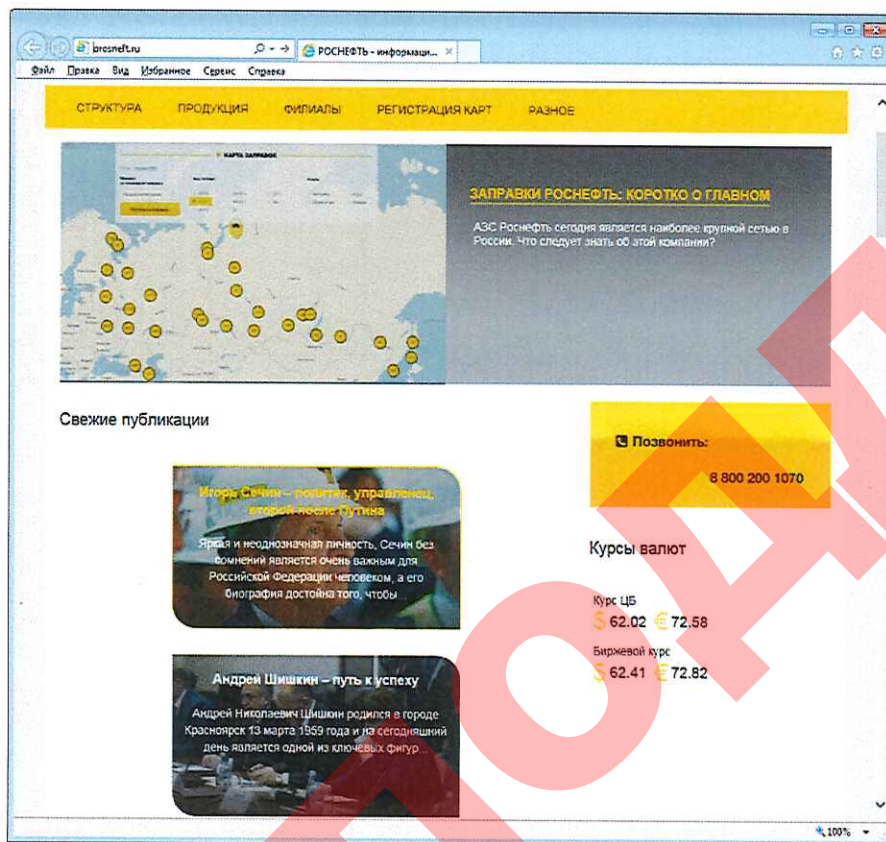 prosneft.ru
РОСНЕФТЬ - информаци...
Файл Правка Вид Избранное Сервис Справка
СТРУКТУРА ПРОДУКЦИЯ ФИЛИАЛЫ РЕГИСТРАЦИЯ КАРТ РАЗНОЕ
КАРТА ЗАПРАВОК
ЗАПРАВКИ РОСНЕФТЬ: КОРОТКО О ГЛАВНОМ
АЗС Роснефть сегодня является наиболее крупной сетью в
России. Что следует знать об этой компании?
Свежие публикации
Игорь Сечин – политик, управленец,
второй после Путина
Яркая и неоднозначная личность, Сечин без
сомнений является очень важным для
Российской Федерации человеком, а его
биография достойна того, чтобы
Андрей Шишкин – путь к успеху
Андрей Николаевич Шишкин родился в городе
Красноярск 13 марта 1959 года и на сегодняшний
день является одной из ключевых фигур...
Позвонить:
8 800 200 1070
Курсы валют
Курс ЦБ
$ 62.02 € 72.58
Биржевой курс
$ 62.41 € 72.82
100%
ПОДЛ